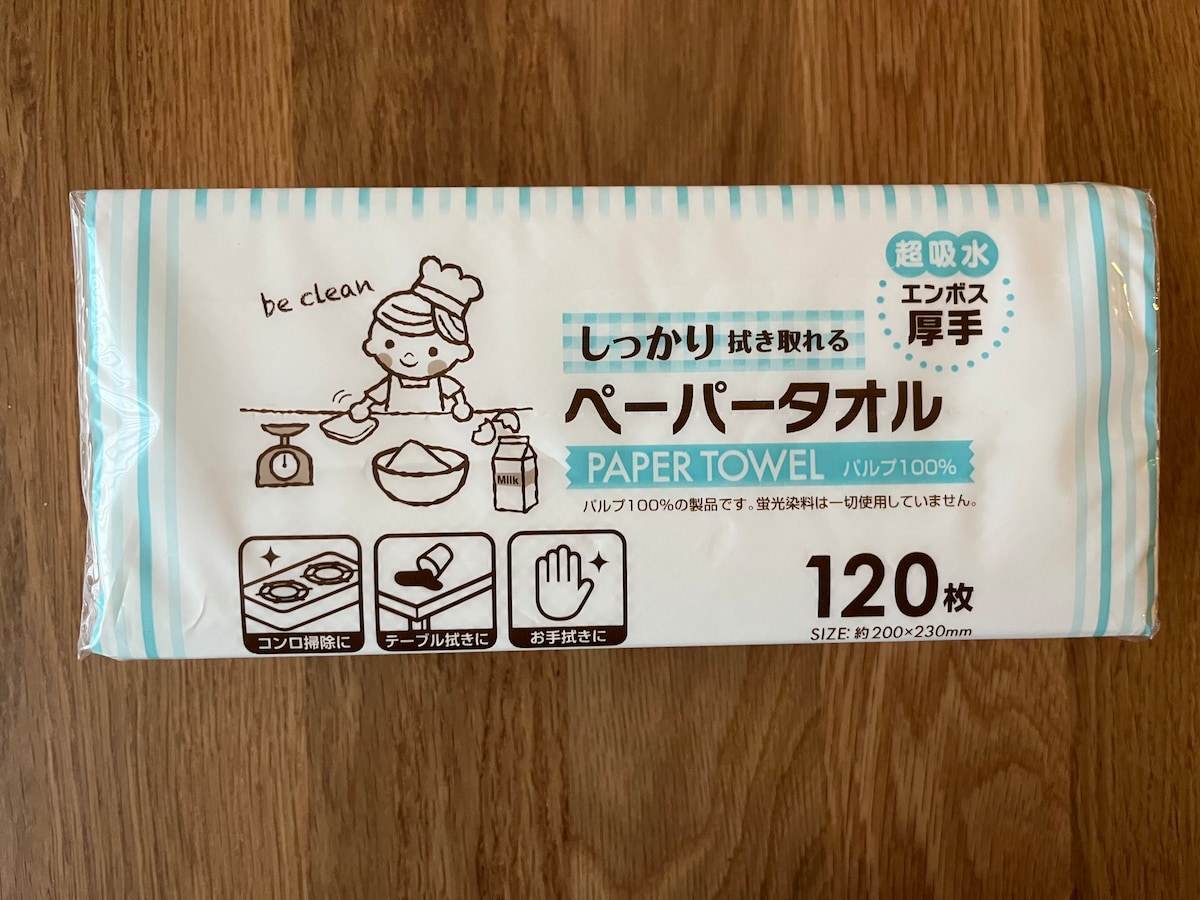 be clean
超吸水
エンボス
厚手
しっかり拭き取れる
ペーパータオル
PAPER TOWEL パルプ100%
パルプ100%の製品です。蛍光染料は一切使用していません。
Milk
コンロ掃除に
テーブル拭きに
お手拭きに
120枚
SIZE:約200×230mm